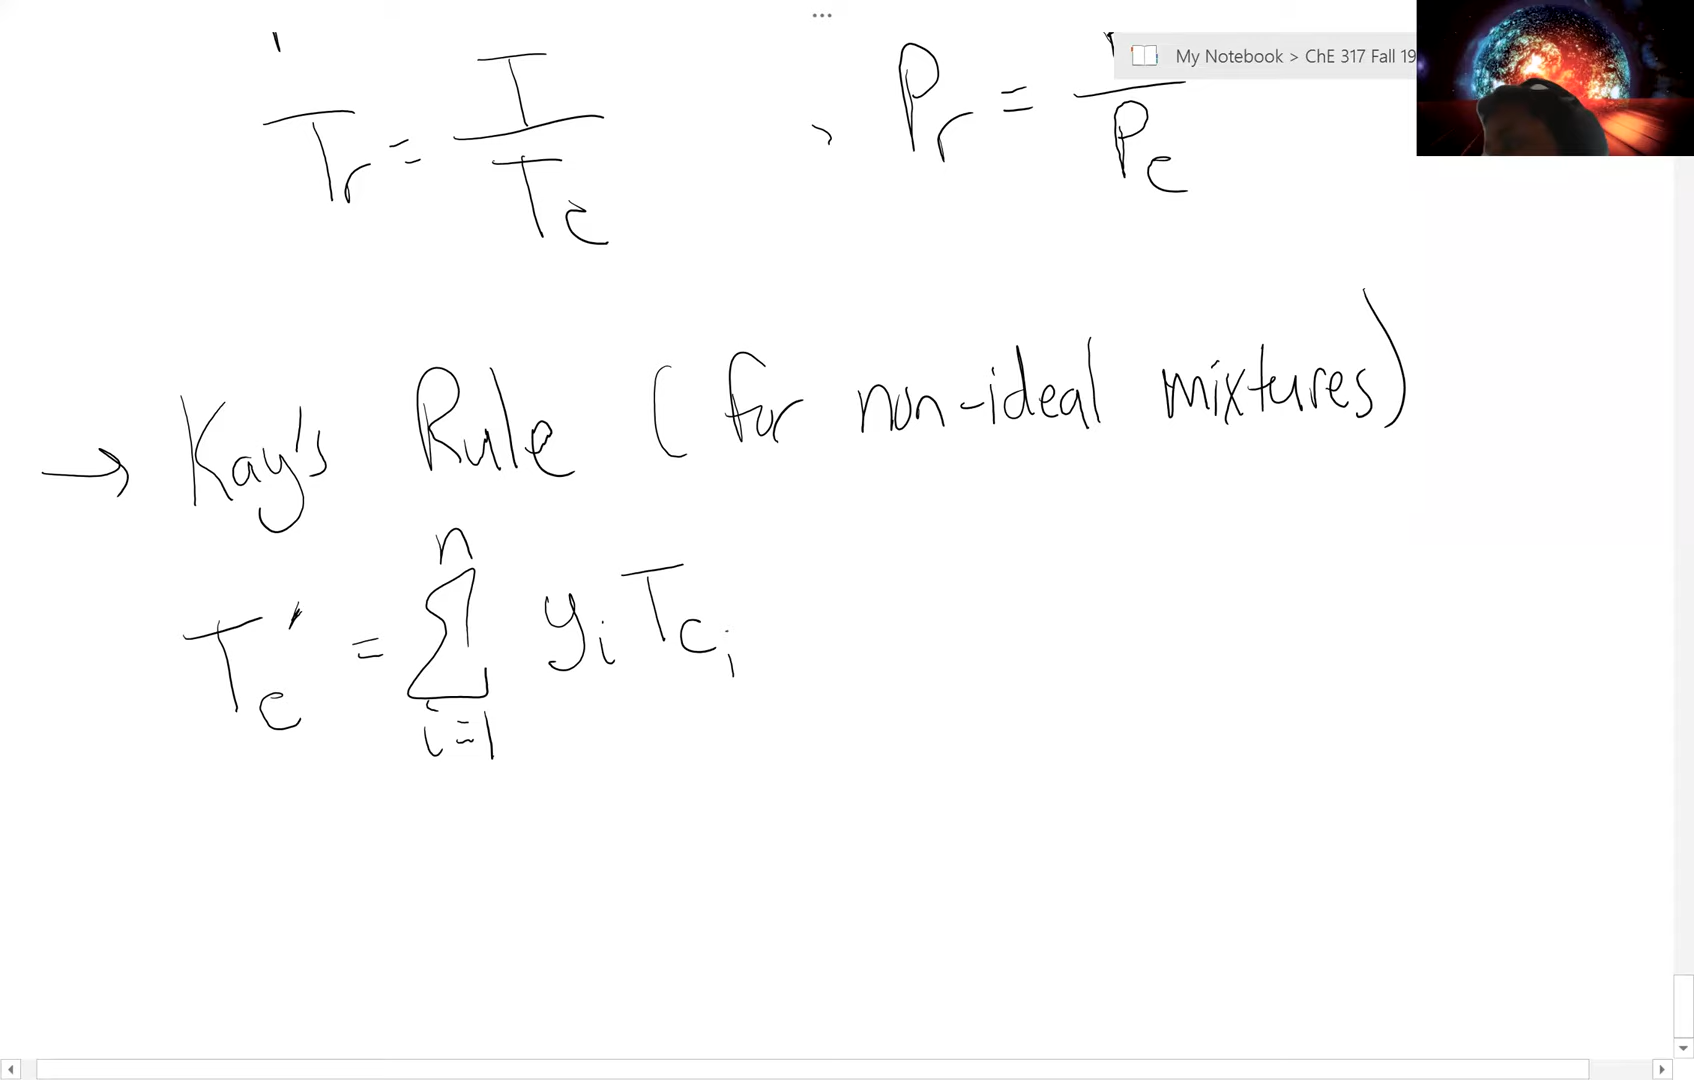 My Notebook > ChE 317 Fall 19
Tr = T / Tc , Pr = / Pc
→ Kay's Rule (for non-ideal mixtures)
Tc' = Σ i=1 n yi Tci